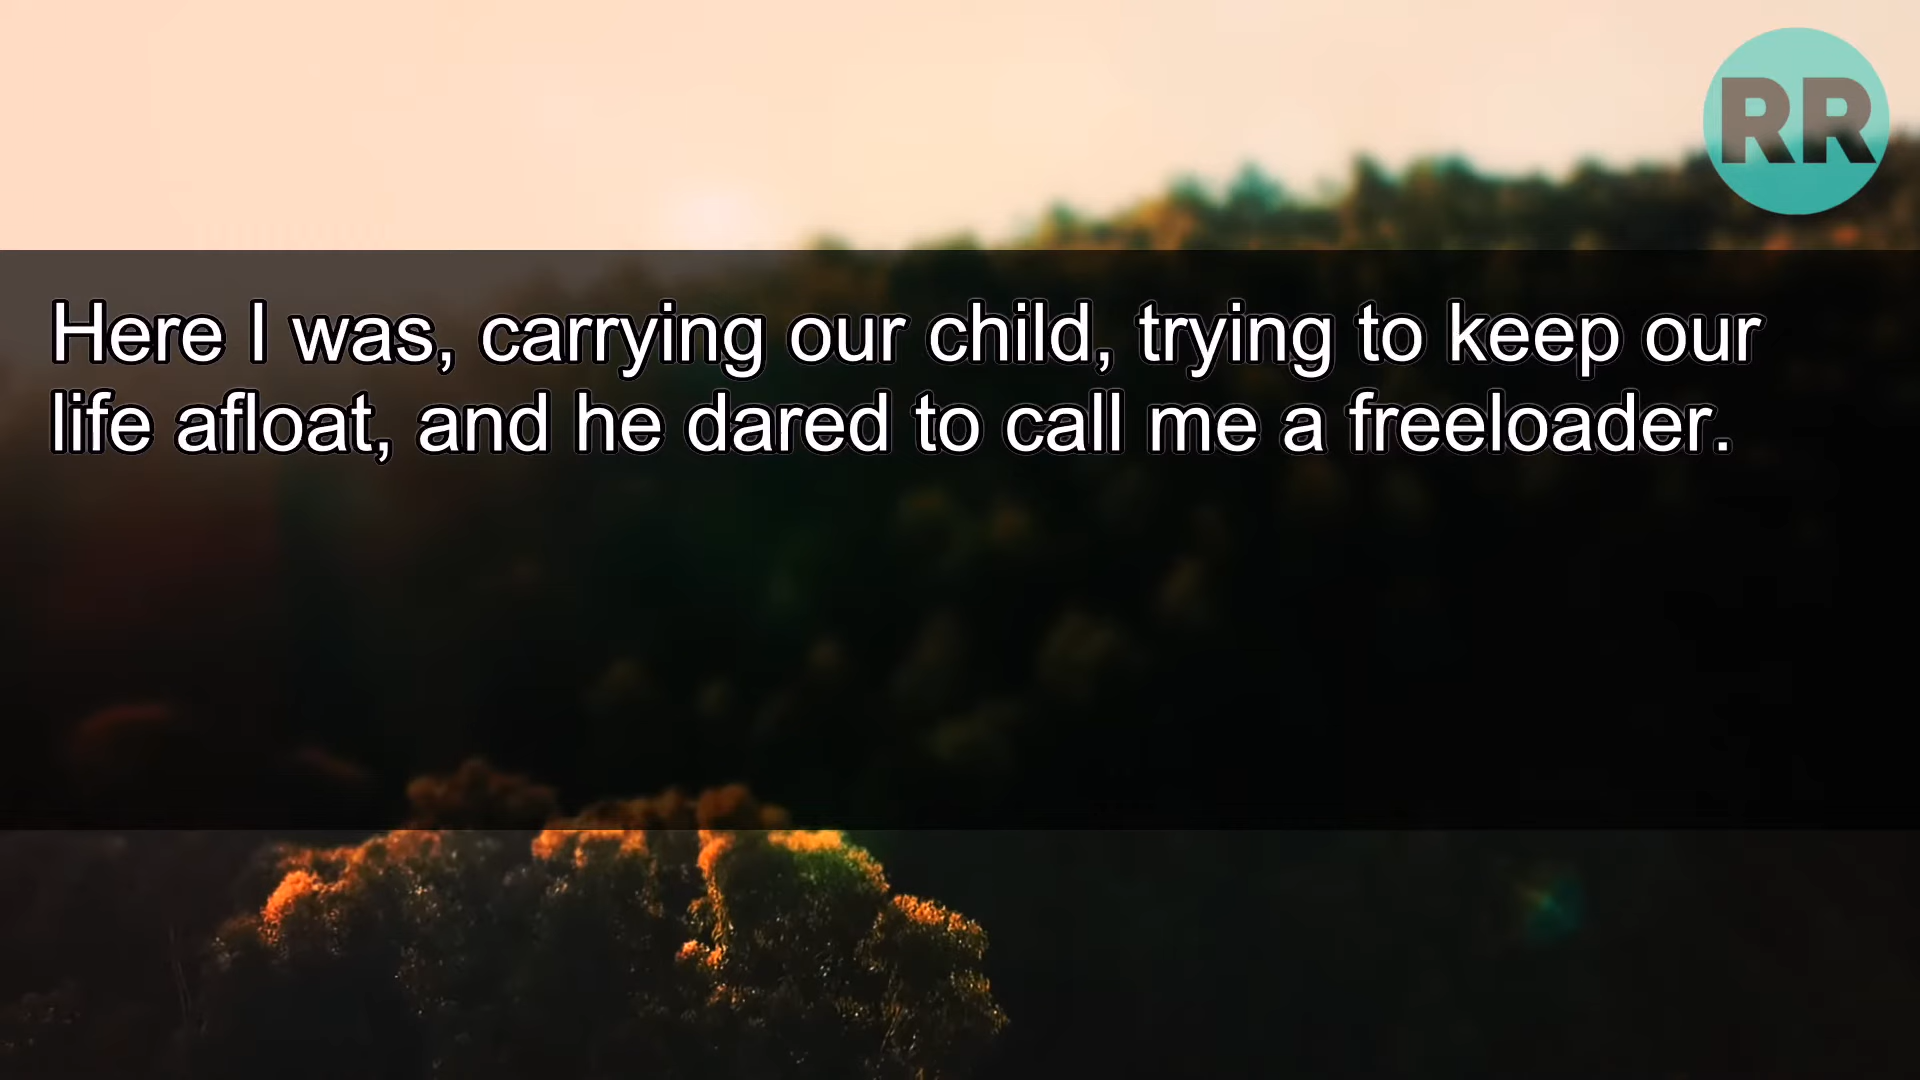 RR
Here I was, carrying our child, trying to keep our
life afloat, and he dared to call me a freeloader.